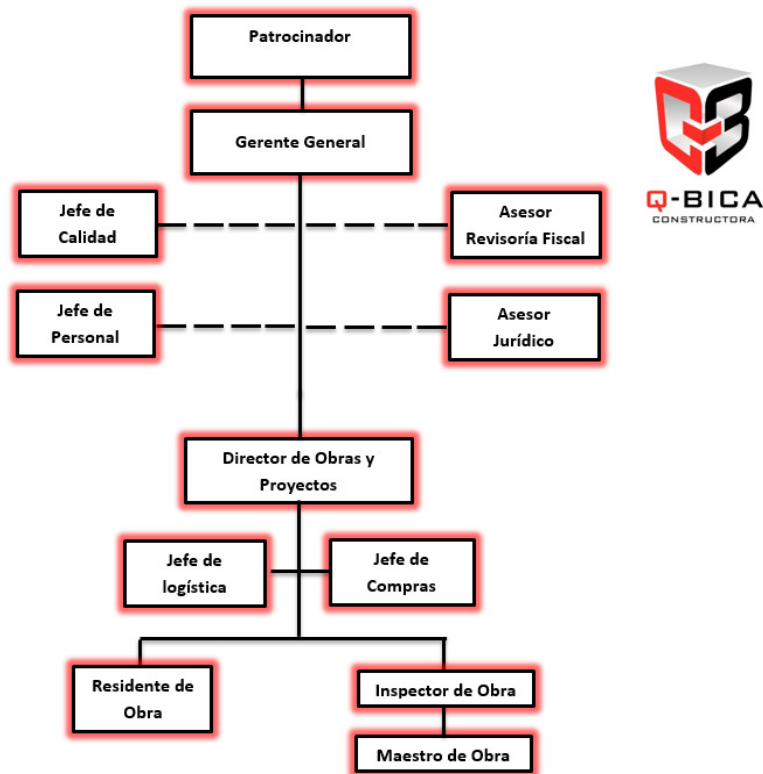 Patrocinador
Gerente General
Q-BICA
CONSTRUCTORA
Jefe de
Calidad
Asesor
Revisoría Fiscal
Jefe de
Personal
Asesor
Jurídico
Director de Obras y
Proyectos
Jefe de
logística
Jefe de
Compras
Residente de
Obra
Inspector de Obra
Maestro de Obra